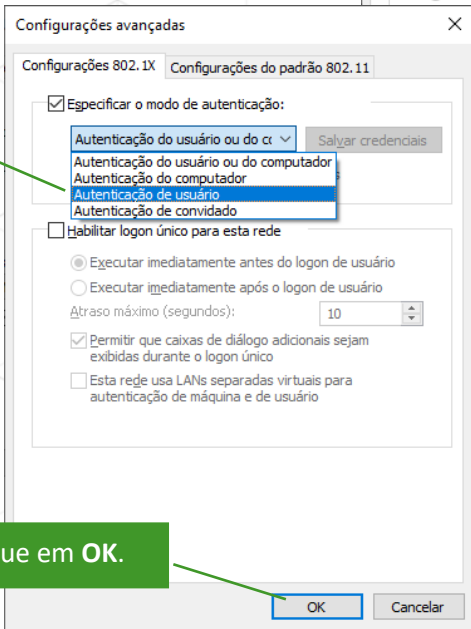 Configurações avançadas
Configurações 802.1X
Configurações do padrão 802.11
Especificar o modo de autenticação:
Autenticação do usuário ou do cc
Salvar credenciais
Autenticação do usuário ou do computador
Autenticação do computador
Autenticação de usuário
Autenticação de convidado
Habilitar logon único para esta rede
Executar imediatamente antes do logon de usuário
Executar imediatamente após o logon de usuário
Atraso máximo (segundos):
10
Permitir que caixas de diálogo adicionais sejam
exibidas durante o logon único
Esta rede usa LANs separadas virtuais para
autenticação de máquina e de usuário
ue em OK.
OK
Cancelar